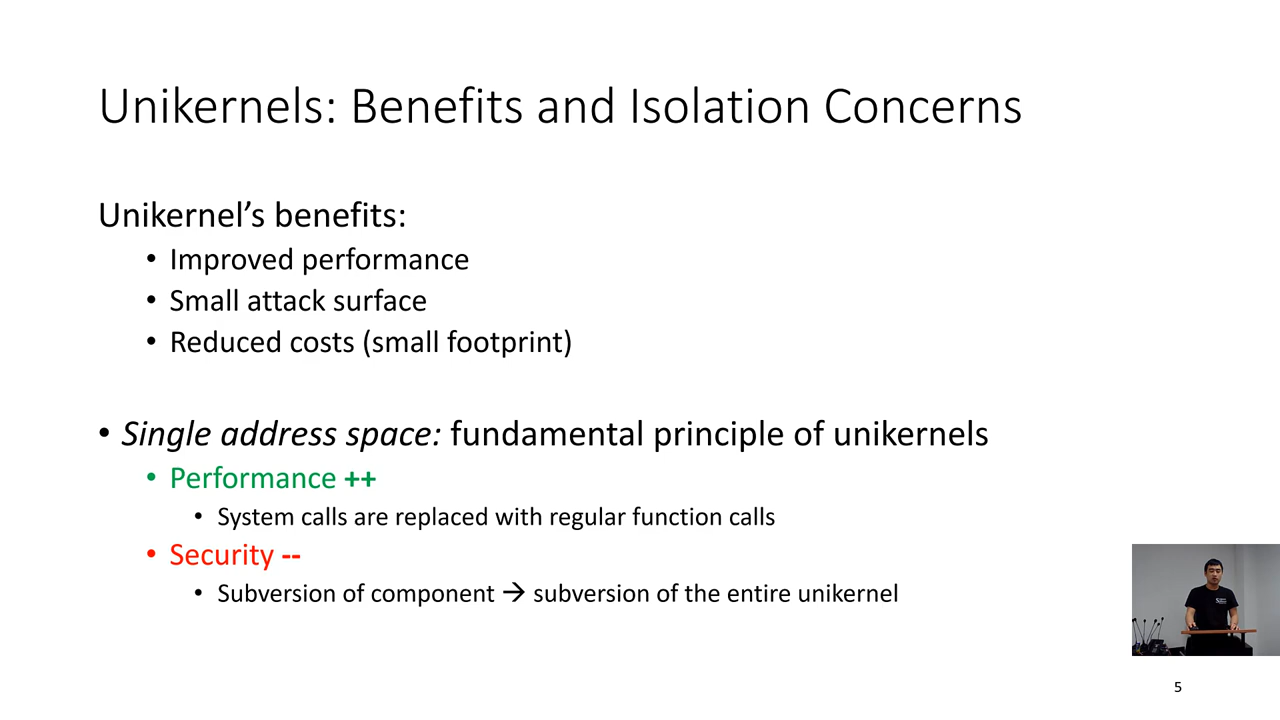 Unikernels: Benefits and Isolation Concerns
Unikernel’s benefits:
• Improved performance
• Small attack surface
• Reduced costs (small footprint)
• Single address space: fundamental principle of unikernels
• Performance ++
• System calls are replaced with regular function calls
• Security --
• Subversion of component → subversion of the entire unikernel
5